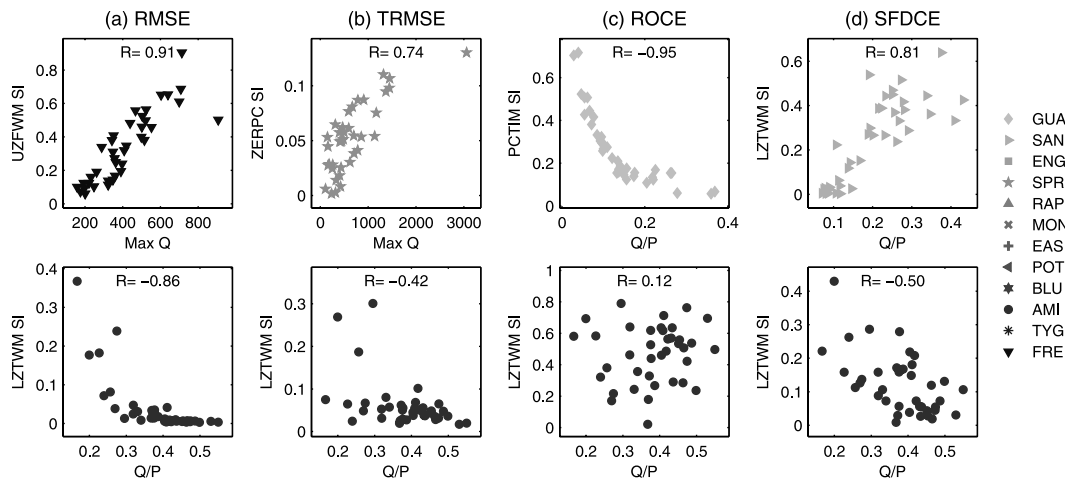 (a) RMSE
(b) TRMSE
(c) ROCE
(d) SFDCE
R= 0.91
UZFWM SI
0.8
0.6
0.4
0.2
0
200 400 600 800
Max Q
R= 0.74
ZERPC SI
0.1
0.05
0
0 1000 2000 3000
Max Q
R= −0.95
PCTIM SI
0.6
0.4
0.2
0
0 0.2 0.4
Q/P
R= 0.81
LZTWM SI
0.6
0.4
0.2
0
0.1 0.2 0.3 0.4
Q/P
R= −0.86
LZTWM SI
0.4
0.3
0.2
0.1
0
0.2 0.3 0.4 0.5
Q/P
R= −0.42
LZTWM SI
0.3
0.2
0.1
0
0.2 0.3 0.4 0.5
Q/P
R= 0.12
LZTWM SI
1
0.8
0.6
0.4
0.2
0
0.2 0.3 0.4 0.5
Q/P
R= −0.50
LZTWM SI
0.4
0.3
0.2
0.1
0
0.2 0.3 0.4 0.5
Q/P
GUA
SAN
ENG
SPR
RAP
MON
EAS
POT
BLU
AMI
TYG
FRE